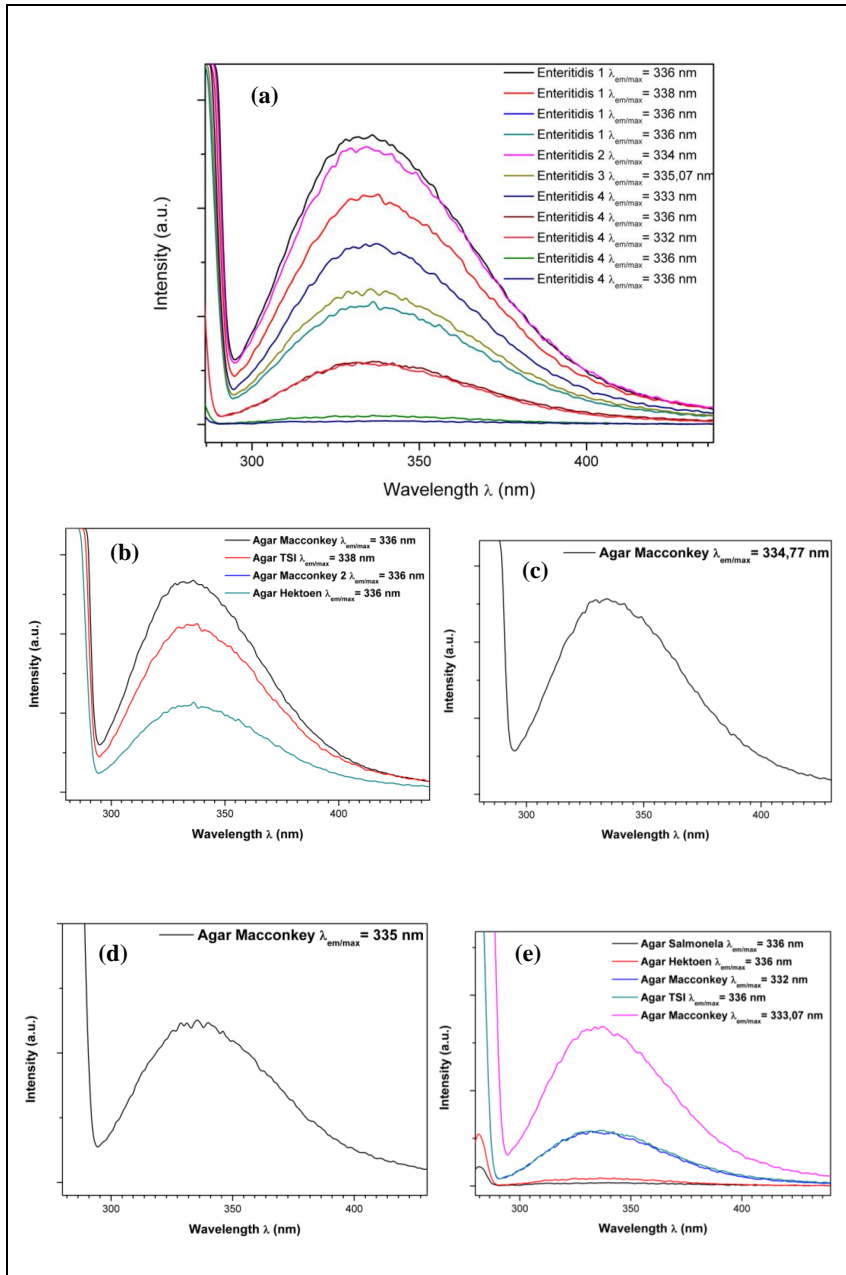 (a)
Enteritidis 1 λem/max= 336 nm
Enteritidis 1 λem/max= 338 nm
Enteritidis 1 λem/max= 336 nm
Enteritidis 1 λem/max= 336 nm
Enteritidis 2 λem/max= 334 nm
Enteritidis 3 λem/max= 335,07 nm
Enteritidis 4 λem/max= 333 nm
Enteritidis 4 λem/max= 336 nm
Enteritidis 4 λem/max= 332 nm
Enteritidis 4 λem/max= 336 nm
Enteritidis 4 λem/max= 336 nm
Intensity (a.u.)
300 350 400
Wavelength λ (nm)
(b)
Agar Macconkey λem/max= 336 nm
Agar TSI λem/max= 338 nm
Agar Macconkey 2 λem/max= 336 nm
Agar Hektoen λem/max= 336 nm
Intensity (a.u.)
300 350 400
Wavelength λ (nm)
(c)
Agar Macconkey λem/max= 334,77 nm
Intensity (a.u.)
300 350 400
Wavelength λ (nm)
(d)
Agar Macconkey λem/max= 335 nm
Intensity (a.u.)
300 350 400
Wavelength λ (nm)
(e)
Agar Salmonela λem/max= 336 nm
Agar Hektoen λem/max= 336 nm
Agar Macconkey λem/max= 332 nm
Agar TSI λem/max= 336 nm
Agar Macconkey λem/max= 333,07 nm
Intensity (a.u.)
300 350 400
Wavelength λ (nm)